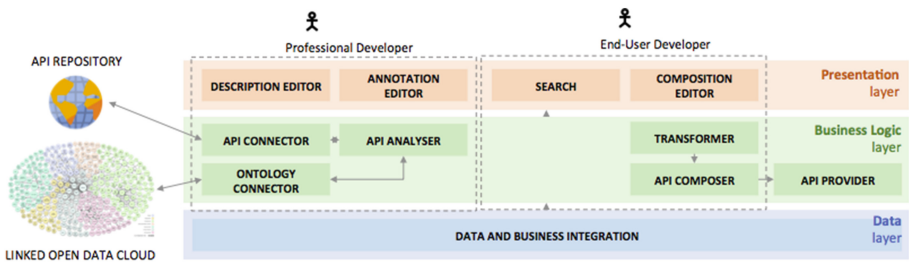 Professional Developer
End-User Developer
API REPOSITORY
DESCRIPTION EDITOR
ANNOTATION
EDITOR
SEARCH
COMPOSITION
EDITOR
Presentation
layer
API CONNECTOR
API ANALYSER
ONTOLOGY
CONNECTOR
TRANSFORMER
API COMPOSER
API PROVIDER
Business Logic
layer
LINKED OPEN DATA CLOUD
DATA AND BUSINESS INTEGRATION
Data
layer